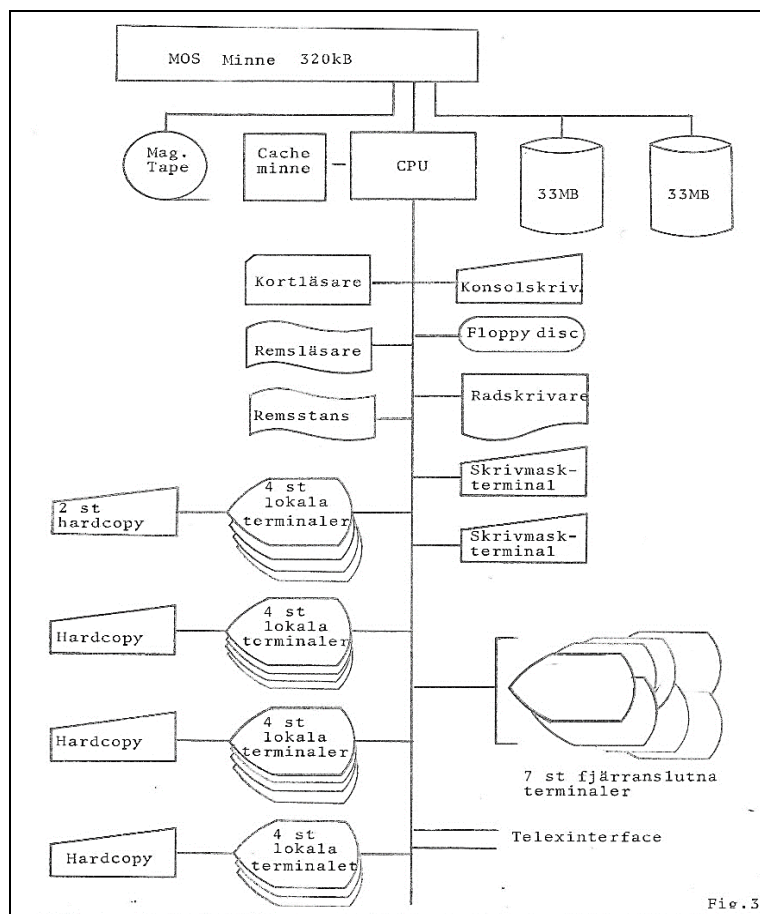 MOS Minne 320kB
Mag.
Tape
Cache
minne
CPU
33MB
33MB
Kortläsare
Konsolskriv.
Remsläsare
Floppy disc
Remsstans
Radskrivare
Skrivmask-
terminal
2 st
hardcopy
4 st
lokala
terminaler
Skrivmask-
terminal
Hardcopy
4 st
lokala
terminaler
Hardcopy
4 st
lokala
terminaler
7 st fjärranslutna
terminaler
Hardcopy
4 st
lokala
terminalet
Telexinterface
Fig.3